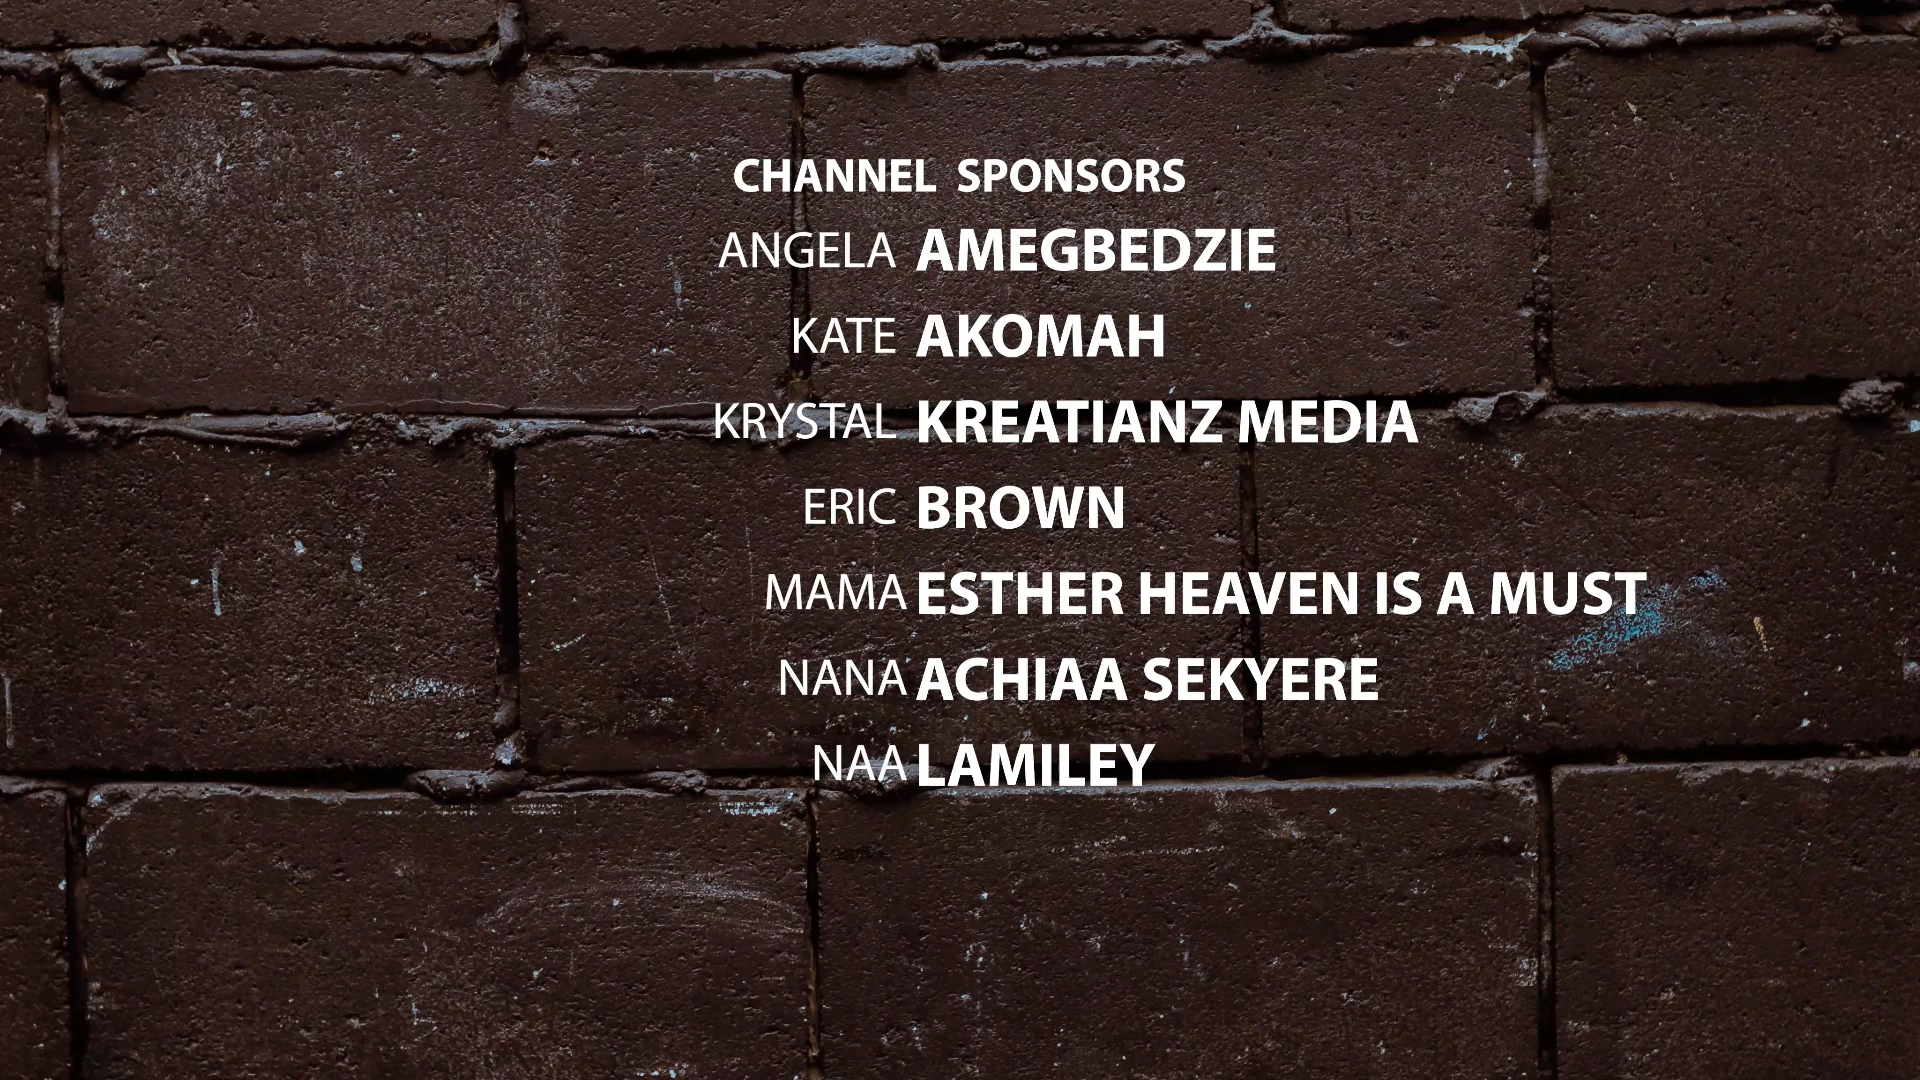 CHANNEL SPONSORS
ANGELA AMEGBEDZIE
KATE AKOMAH
KRYSTAL KREATIANZ MEDIA
ERIC BROWN
MAMA ESTHER HEAVEN IS A MUST
NANA ACHIAA SEKYERE
NAA LAMILEY